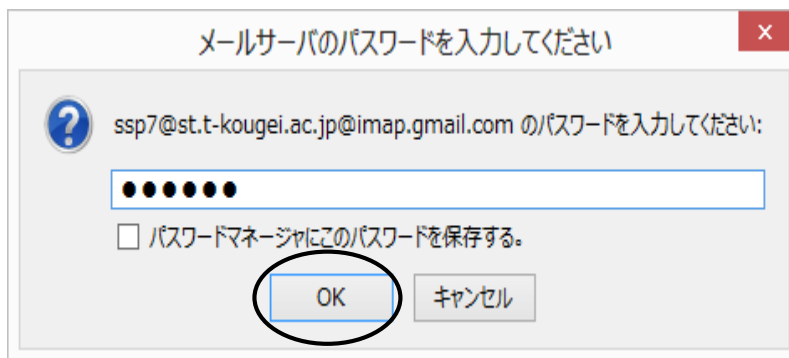 メールサーバのパスワードを入力してください
ssp7@st.t-kougei.ac.jp@imap.gmail.com のパスワードを入力してください:
●●●●●●
パスワードマネージャにこのパスワードを保存する。
OK キャンセル